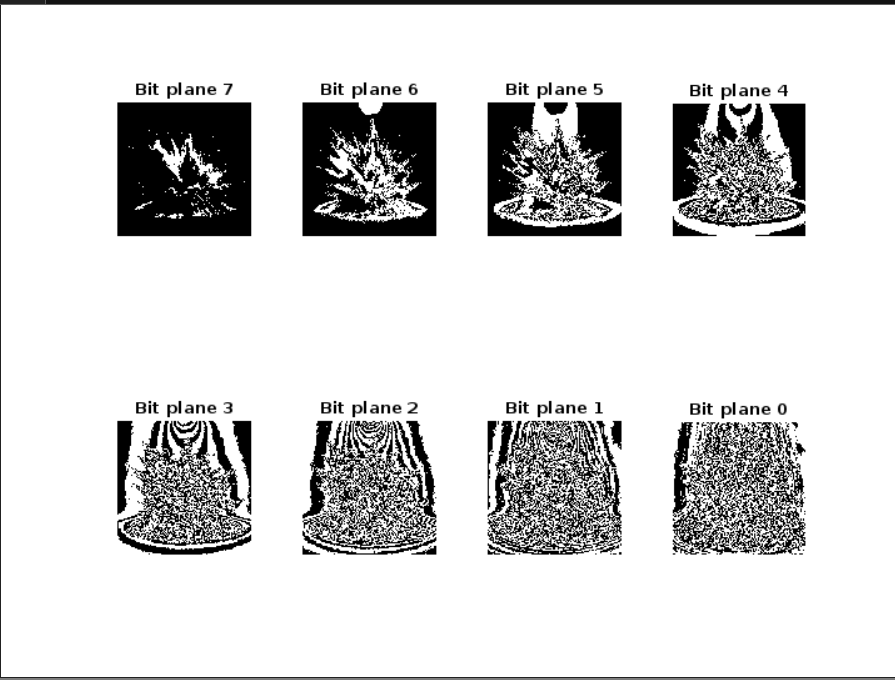 Bit plane 7
Bit plane 6
Bit plane 5
Bit plane 4
Bit plane 3
Bit plane 2
Bit plane 1
Bit plane 0